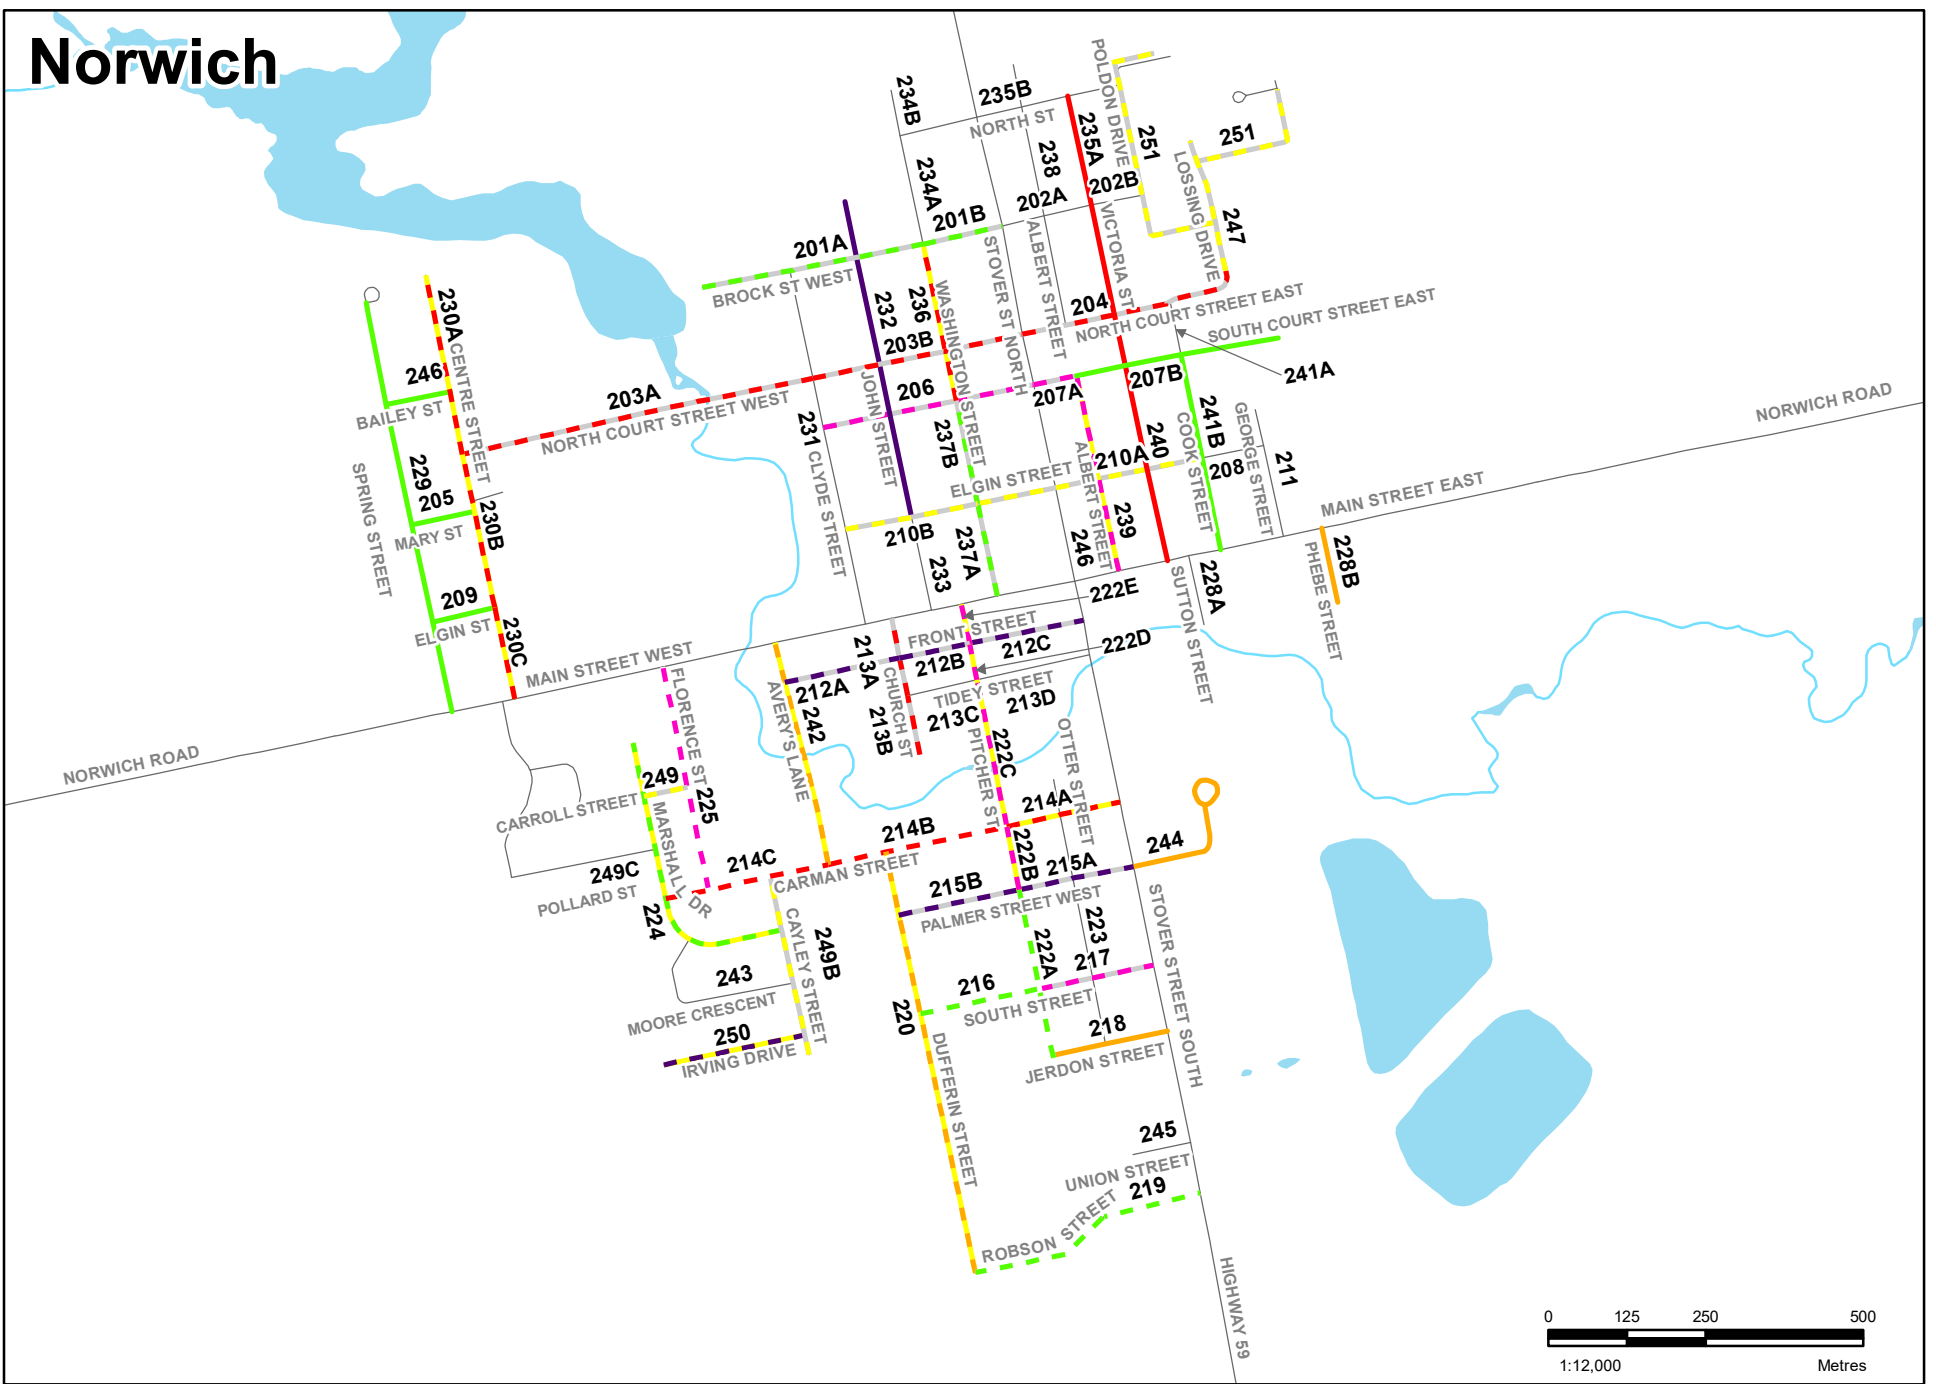 Norwich
234B
235B
NORTH ST
POLDON DRIVE
235A
238
251
251
LOSSING DRIVE
247
234A
202B
202A
201B
201A
BROCK ST WEST
STOVER ST NORTH
ALBERT STREET
VICTORIA ST
232
236
WASHINGTON STREET
204
NORTH COURT STREET EAST
SOUTH COURT STREET EAST
203B
230A
CENTRE STREET
246
BAILEY ST
203A
NORTH COURT STREET WEST
JOHN STREET
206
207A
207B
241A
NORWICH ROAD
231
CLYDE STREET
237B
ELGIN STREET
ALBERT STREET
210A
240
COOK STREET
241B
GEORGE STREET
208
211
SPRING STREET
229
205
MARY ST
230B
210B
237A
246
239
MAIN STREET EAST
PHEBE STREET
228B
233
222E
SUTTON STREET
228A
209
ELGIN ST
230C
MAIN STREET WEST
213A
FRONT STREET
212B
212C
222D
212A
CHURCH ST
TIDEY STREET
213D
213C
213B
AVERY'S LANE
242
FLORENCE ST
225
PITCHER ST
222C
OTTER STREET
NORWICH ROAD
249
CARROLL STREET
MARSHALL DR
214A
214B
214C
CARMAN STREET
222B
215A
244
215B
PALMER STREET WEST
249C
POLLARD ST
224
CAYLEY STREET
249B
STOVER STREET SOUTH
223
222A
217
216
SOUTH STREET
243
MOORE CRESCENT
220
250
IRVING DRIVE
218
JERDON STREET
DUFFERIN STREET
245
UNION STREET
219
ROBSON STREET
HIGHWAY 59
0 125 250 500
1:12,000 Metres